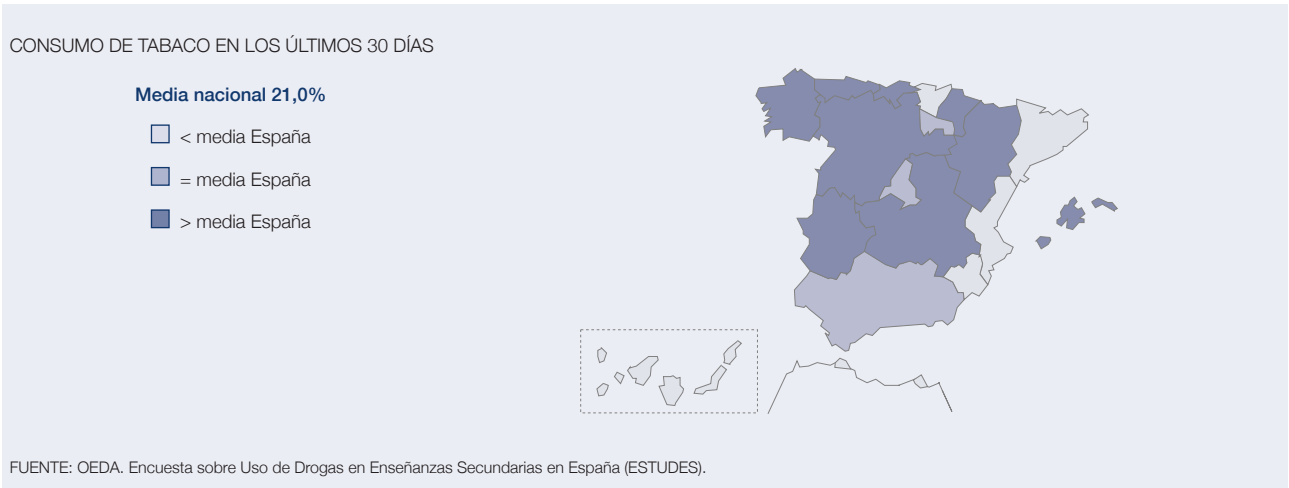 CONSUMO DE TABACO EN LOS ÚLTIMOS 30 DÍAS
Media nacional 21,0%
< media España
= media España
> media España
FUENTE: OEDA. Encuesta sobre Uso de Drogas en Enseñanzas Secundarias en España (ESTUDES).